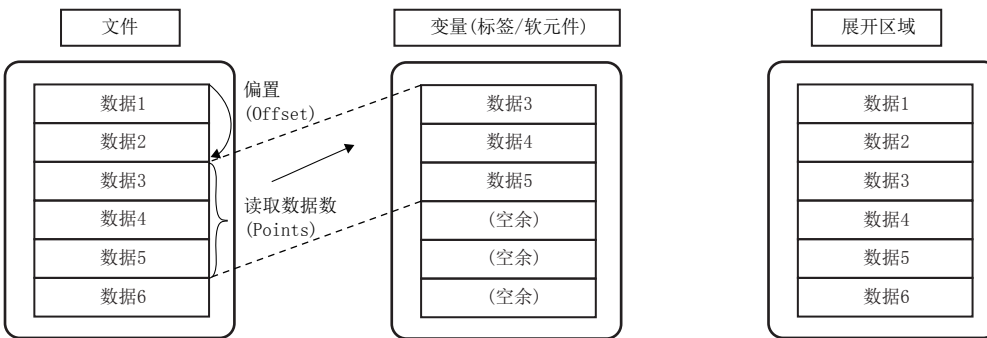 文件
变量(标签/软元件)
展开区域
数据1
数据2
数据3
数据4
数据5
数据6
偏置
(Offset)
读取数据数
(Points)
数据3
数据4
数据5
(空余)
(空余)
(空余)
数据1
数据2
数据3
数据4
数据5
数据6